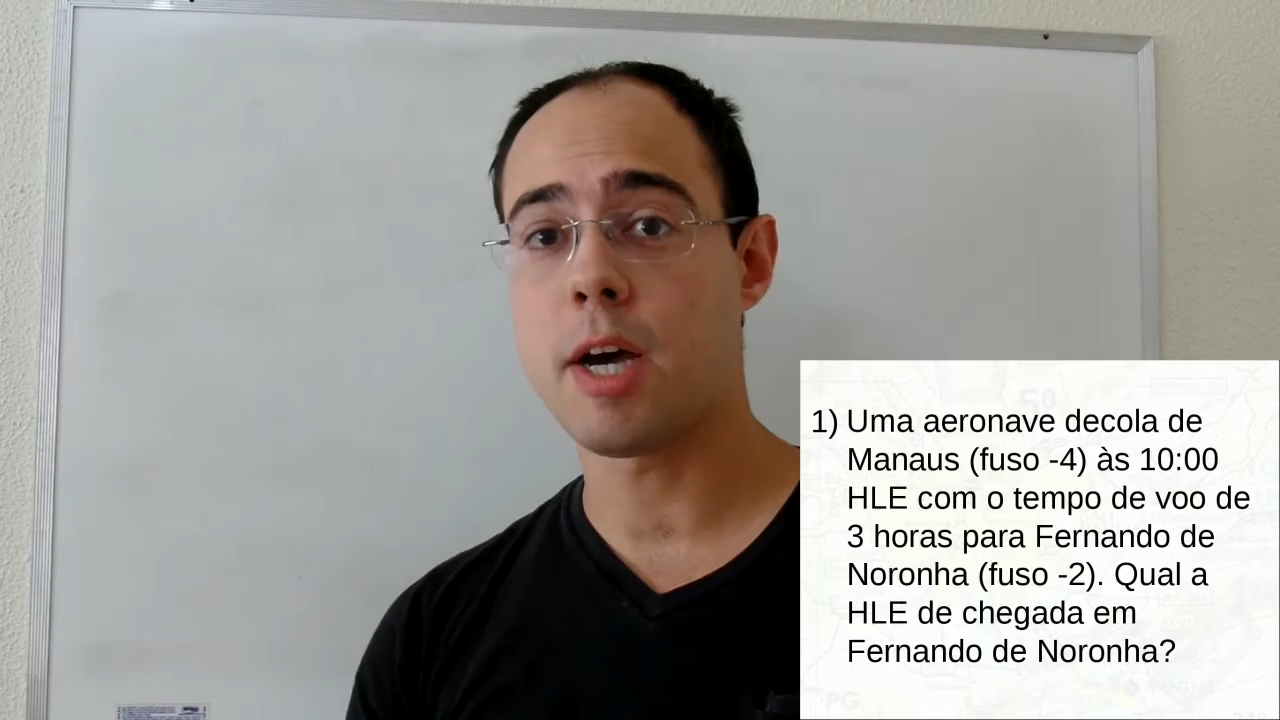 1) Uma aeronave decola de
Manaus (fuso -4) às 10:00
HLE com o tempo de voo de
3 horas para Fernando de
Noronha (fuso -2). Qual a
HLE de chegada em
Fernando de Noronha?